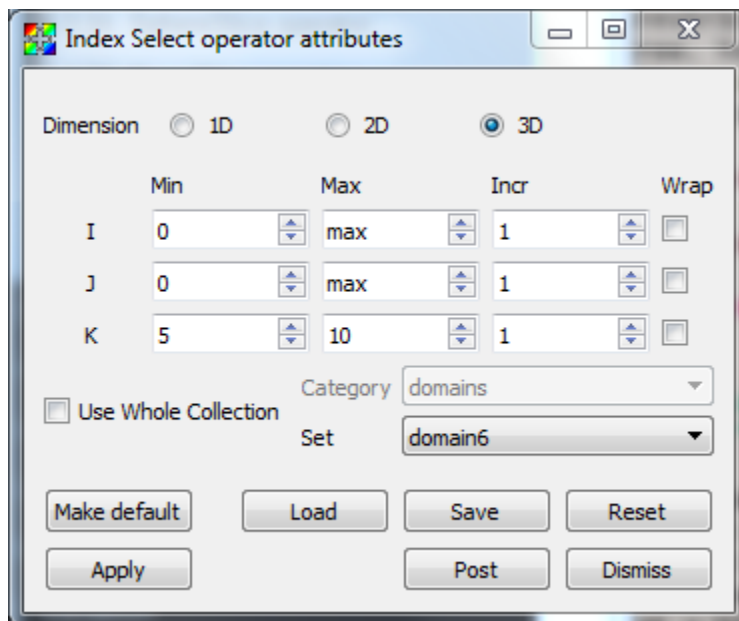 Index Select operator attributes
Dimension 1D 2D 3D
Min Max Incr Wrap
I 0 max 1
J 0 max 1
K 5 10 1
Category domains
Use Whole Collection
Set domain6
Make default Load Save Reset
Apply Post Dismiss